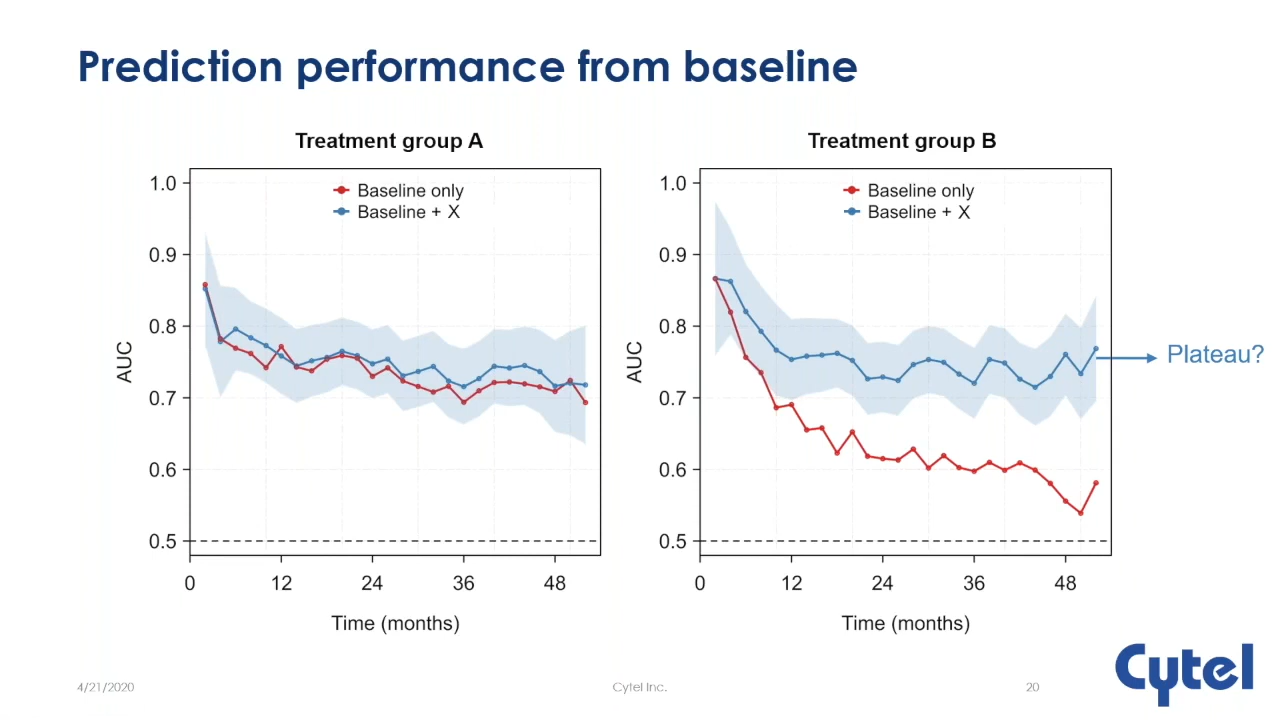 Prediction performance from baseline
Treatment group A
Baseline only
Baseline + X
1.0
0.9
0.8
0.7
0.6
0.5
AUC
0 12 24 36 48
Time (months)
Treatment group B
Baseline only
Baseline + X
1.0
0.9
0.8
0.7
0.6
0.5
AUC
0 12 24 36 48
Time (months)
Plateau?
4/21/2020
Cytel Inc.
20
Cytel